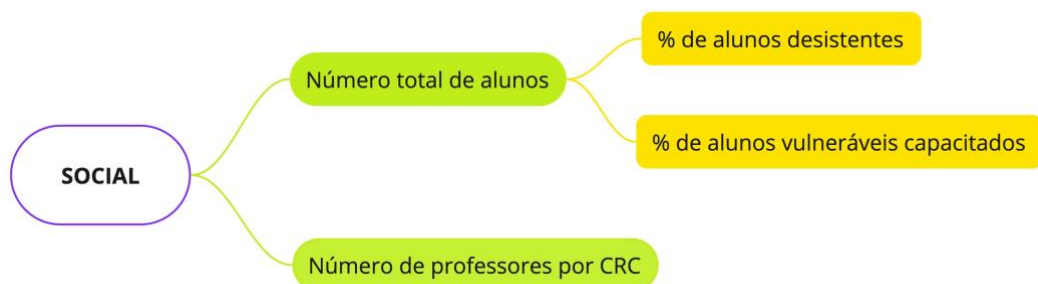 SOCIAL
Número total de alunos
% de alunos desistentes
% de alunos vulneráveis capacitados
Número de professores por CRC